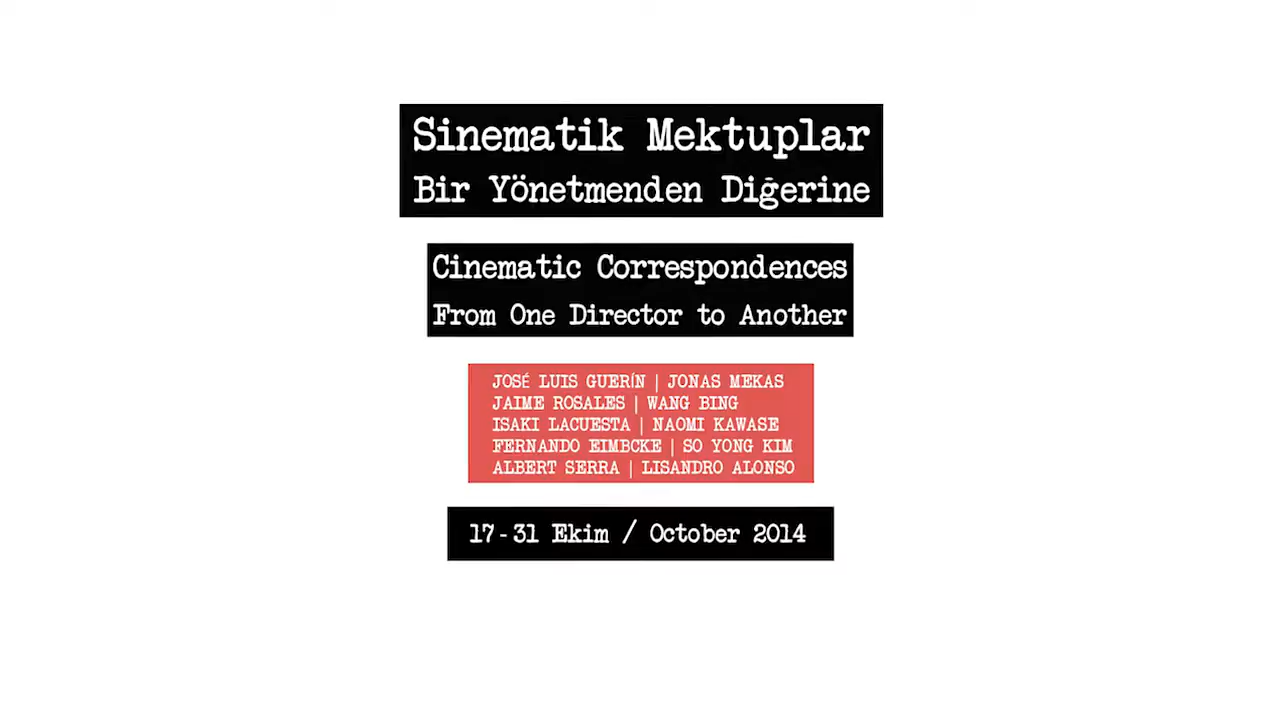 Sinematik Mektuplar
Bir Yönetmenden Diğerine
Cinematic Correspondences
From One Director to Another
JOSÉ LUIS GUERÍN | JONAS MEKAS
JAIME ROSALES | WANG BING
ISAKI LACUESTA | NAOMI KAWASE
FERNANDO EIMBCKE | SO YONG KIM
ALBERT SERRA | LISANDRO ALONSO
17-31 Ekim / October 2014